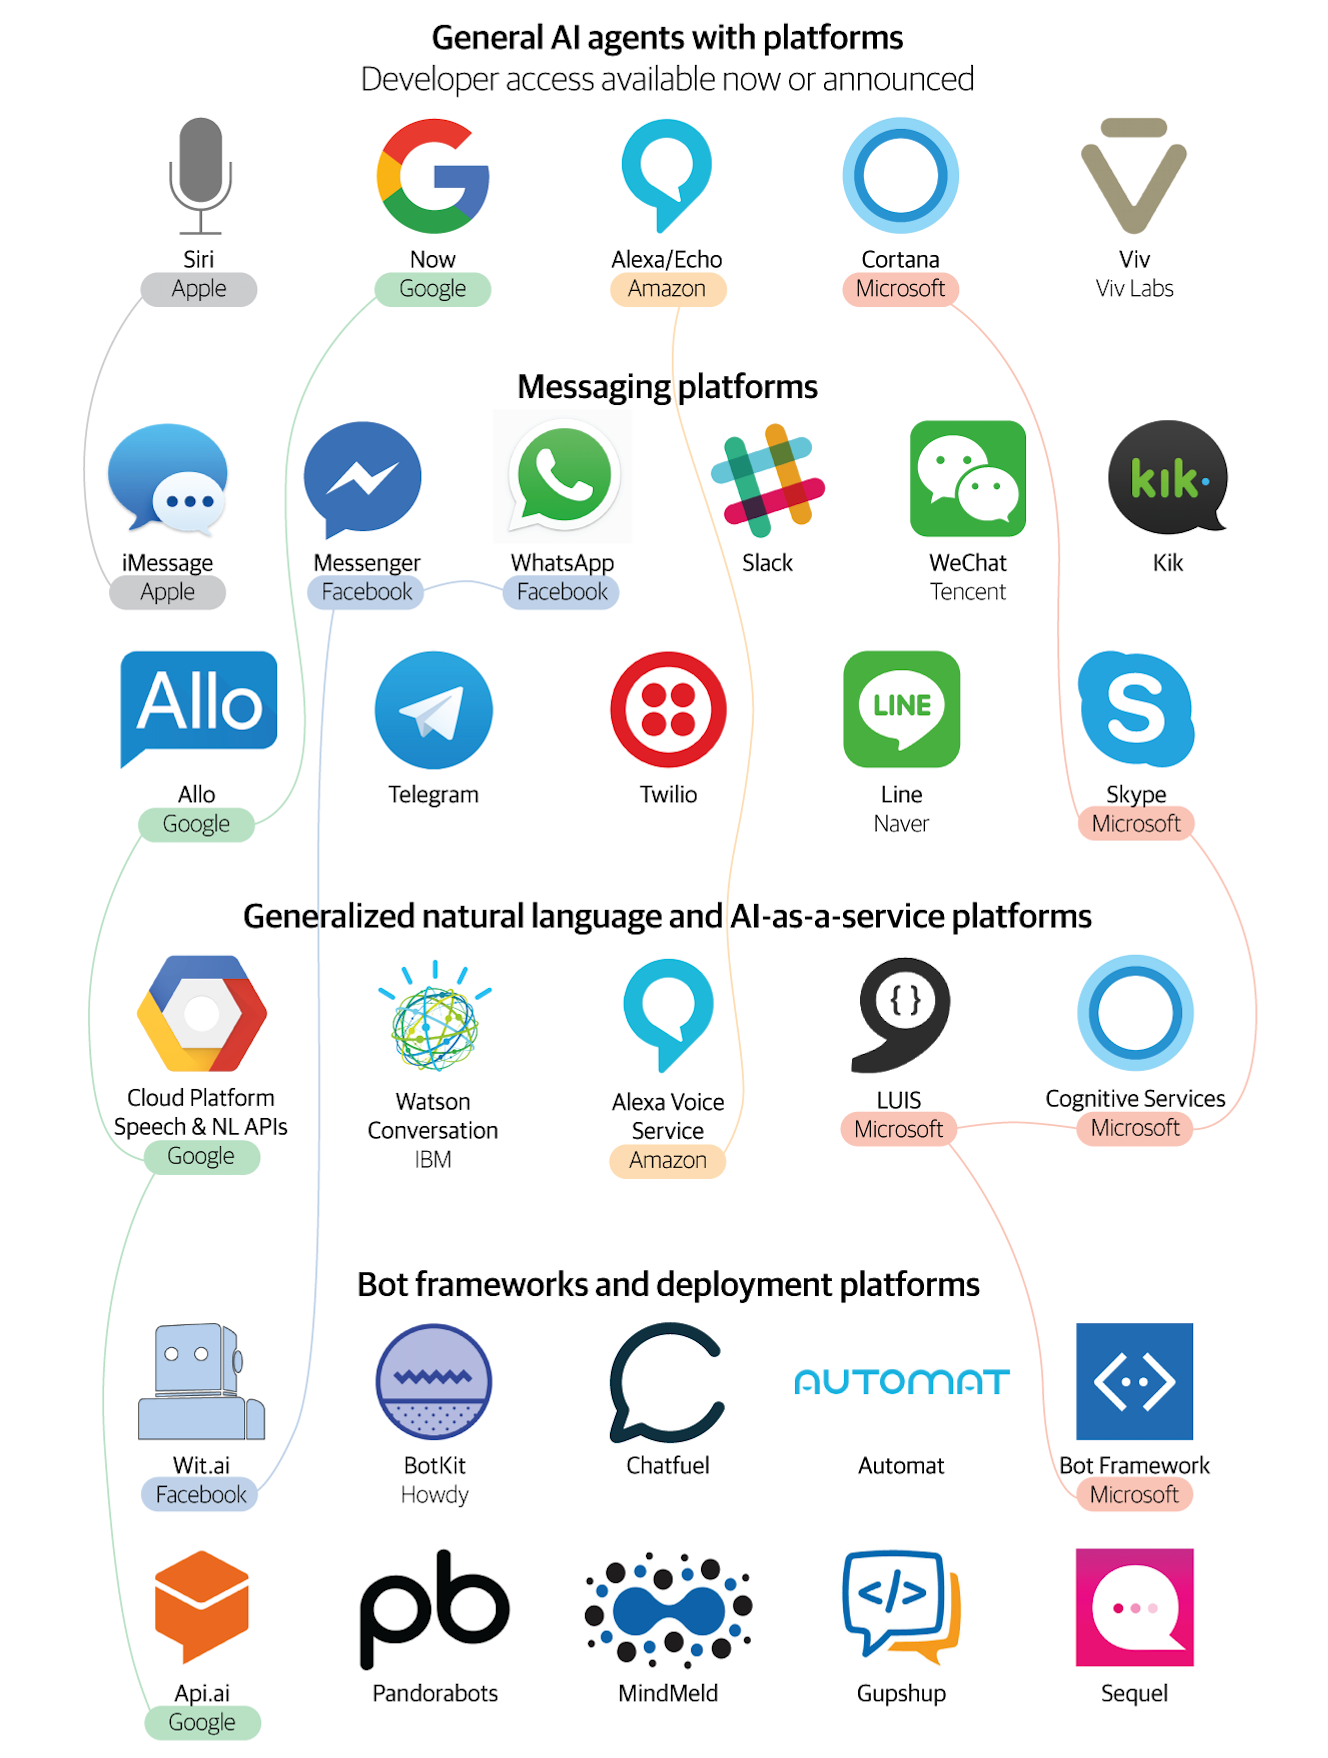 General AI agents with platforms
Developer access available now or announced
Siri
Apple
Now
Google
Alexa/Echo
Amazon
Cortana
Microsoft
Viv
Viv Labs
Messaging platforms
kik.
iMessage
Apple
Messenger
Facebook
WhatsApp
Facebook
Slack
WeChat
Tencent
Kik
Allo
LINE
S
Allo
Google
Telegram
Twilio
Line
Naver
Skype
Microsoft
Generalized natural language and AI-as-a-service platforms
{}
Cloud Platform
Speech & NL APIs
Google
Watson
Conversation
IBM
Alexa Voice
Service
Amazon
LUIS
Microsoft
Cognitive Services
Microsoft
Bot frameworks and deployment platforms
AUTOMAT
Wit.ai
Facebook
BotKit
Howdy
Chatfuel
Automat
Bot Framework
Microsoft
pb
</>
Api.ai
Google
Pandorabots
MindMeld
Gupshup
Sequel